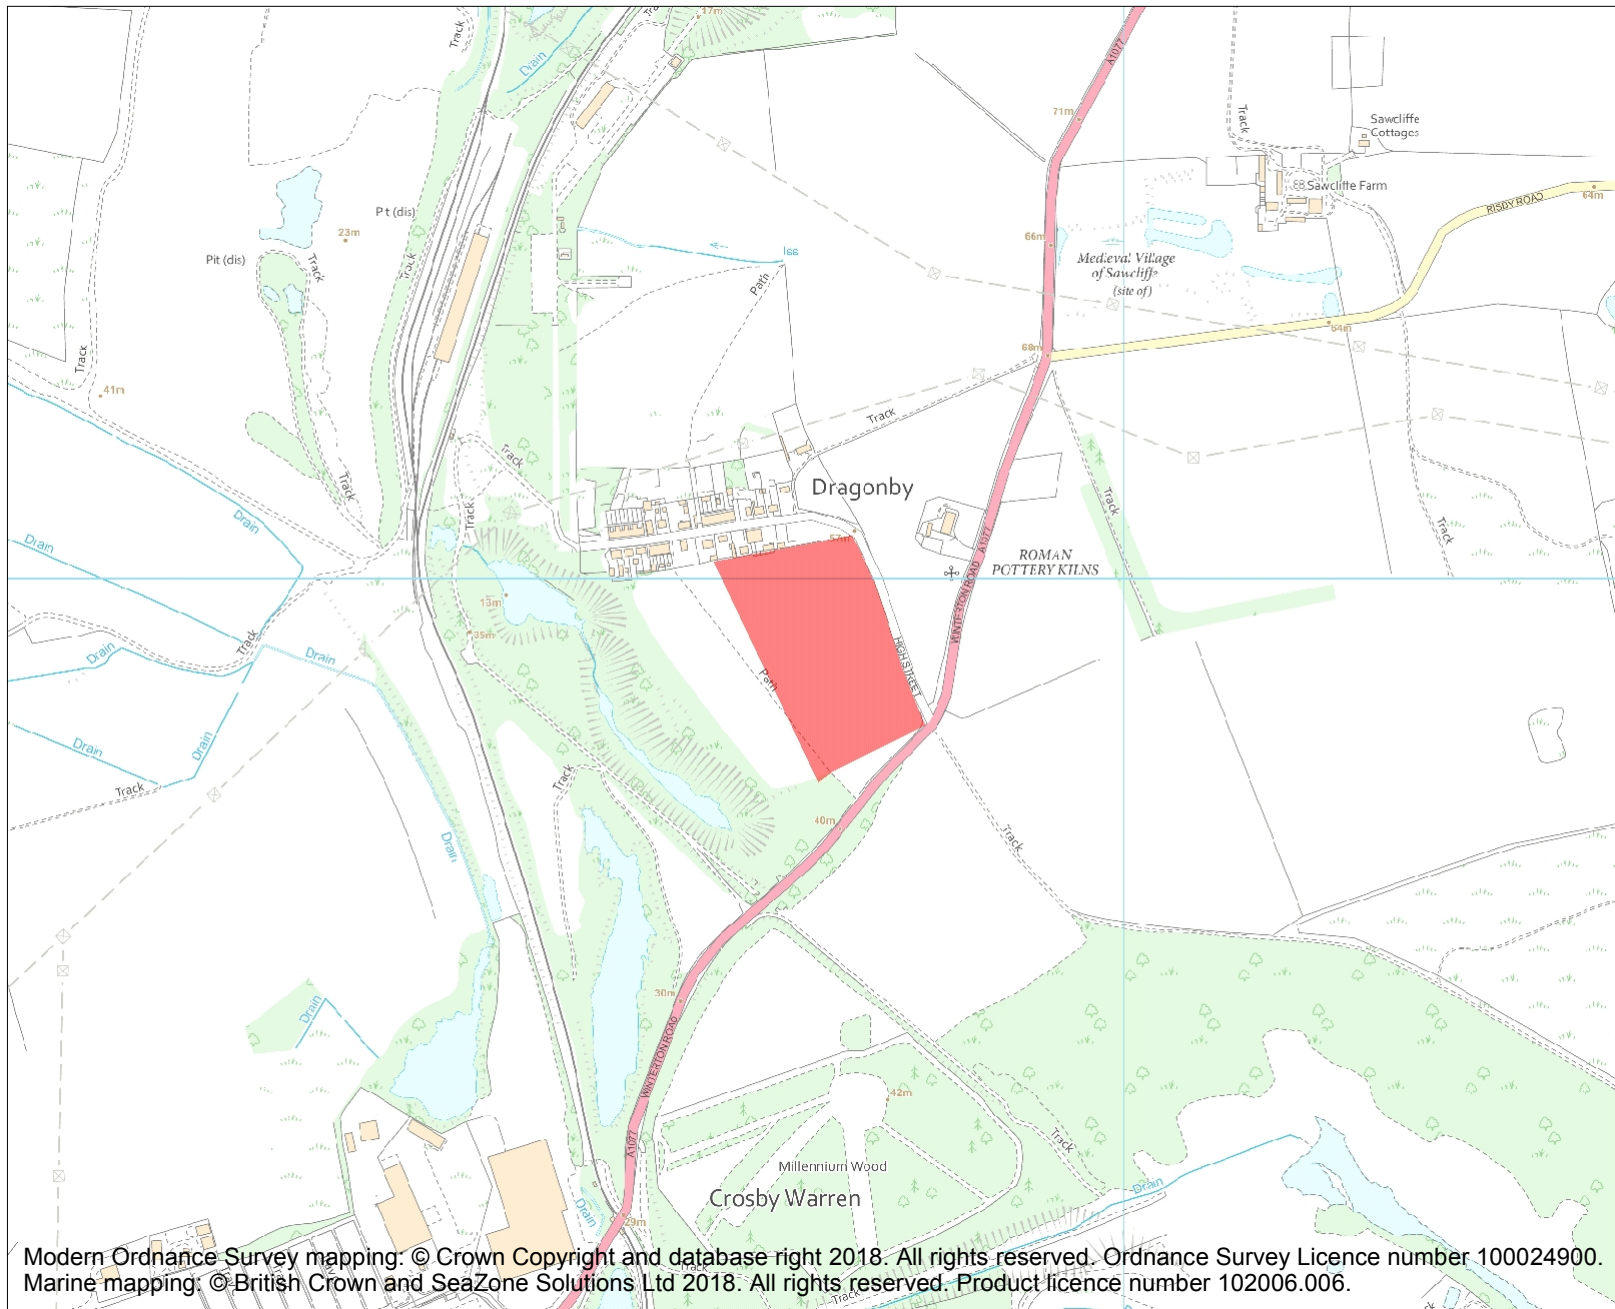 17m
Track
Drain
A1077
71m
Track
Sawcliffe
Cottages
Sawcliffe Farm
64m
RISBY ROAD
P t (dis)
23m
66m
Pit (dis)
Track
Track
Path
Medieval Village
of Sawcliffe
(site of)
64m
68m
Track
41m
Track
Track
Dragonby
Track
Track
Track
Track
Drain
Drain
57m
A1077
ROMAN
POTTERY KILNS
13m
35m
WINTERTON ROAD
Track
Drain
Drain
HIGH STREET
Path
Drain
Drain
Track
Track
40m
Track
Drain
30m
Drain
WINTERTON ROAD
42m
A1077
Track
Millennium Wood
Crosby Warren
Drain
Drain
29m
Track
Track
Modern Ordnance Survey mapping: © Crown Copyright and database right 2018. All rights reserved. Ordnance Survey Licence number 100024900.
Marine mapping: © British Crown and SeaZone Solutions Ltd 2018. All rights reserved. Product licence number 102006.006.